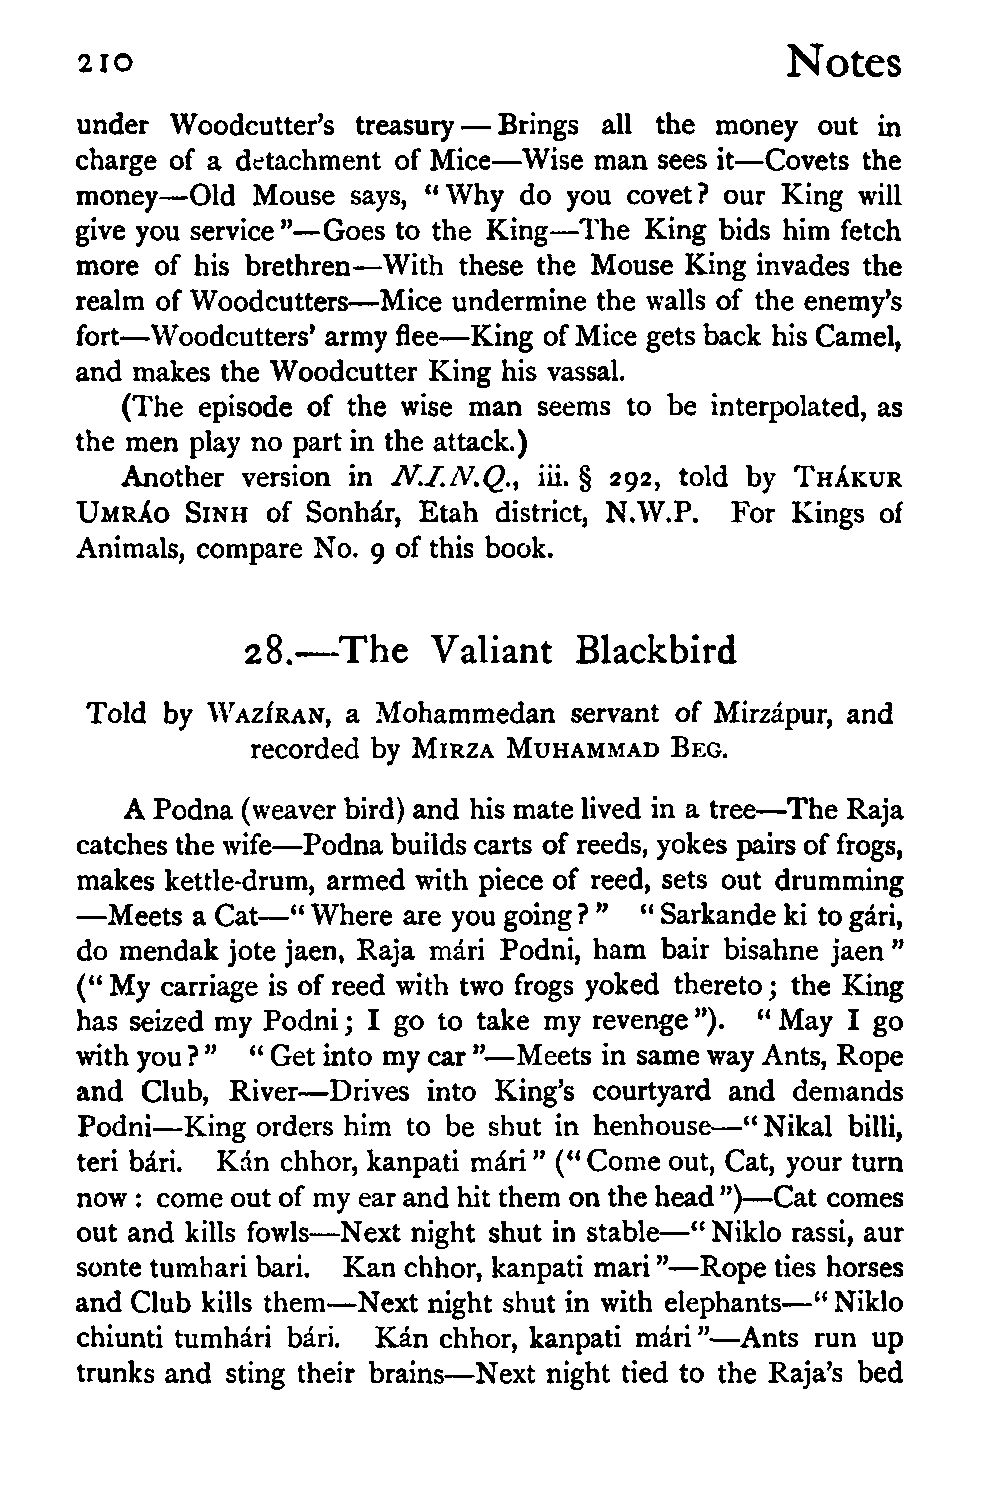 210 Notes
under Woodcutter's treasury — Brings all the money out in
charge of a detachment of Mice—Wise man sees it—Covets the
money—Old Mouse says, “Why do you covet? our King will
give you service”—Goes to the King—The King bids him fetch
more of his brethren—With these the Mouse King invades the
realm of Woodcutters—Mice undermine the walls of the enemy's
fort—Woodcutters' army flee—King of Mice gets back his Camel,
and makes the Woodcutter King his vassal.
(The episode of the wise man seems to be interpolated, as
the men play no part in the attack.)
Another version in N.I.N.Q., iii. § 292, told by THÁKUR
UMRÁO SINH of Sonhár, Etah district, N.W.P. For Kings of
Animals, compare No. 9 of this book.
28.—The Valiant Blackbird
Told by WAZÍRAN, a Mohammedan servant of Mirzápur, and
recorded by MIRZA MUHAMMAD BEG.
A Podna (weaver bird) and his mate lived in a tree—The Raja
catches the wife—Podna builds carts of reeds, yokes pairs of frogs,
makes kettle-drum, armed with piece of reed, sets out drumming
—Meets a Cat—“Where are you going?” “Sarkande ki to gári,
do mendak jote jaen, Raja mári Podni, ham bair bisahne jaen”
(“My carriage is of reed with two frogs yoked thereto; the King
has seized my Podni; I go to take my revenge”). “May I go
with you?” “Get into my car”—Meets in same way Ants, Rope
and Club, River—Drives into King's courtyard and demands
Podni—King orders him to be shut in henhouse—“Nikal billi,
teri bári. Kán chhor, kanpati mári” (“Come out, Cat, your turn
now: come out of my ear and hit them on the head”)—Cat comes
out and kills fowls—Next night shut in stable—“Niklo rassi, aur
sonte tumhari bari. Kan chhor, kanpati mari”—Rope ties horses
and Club kills them—Next night shut in with elephants—“Niklo
chiunti tumhári bári. Kán chhor, kanpati mári”—Ants run up
trunks and sting their brains—Next night tied to the Raja's bed